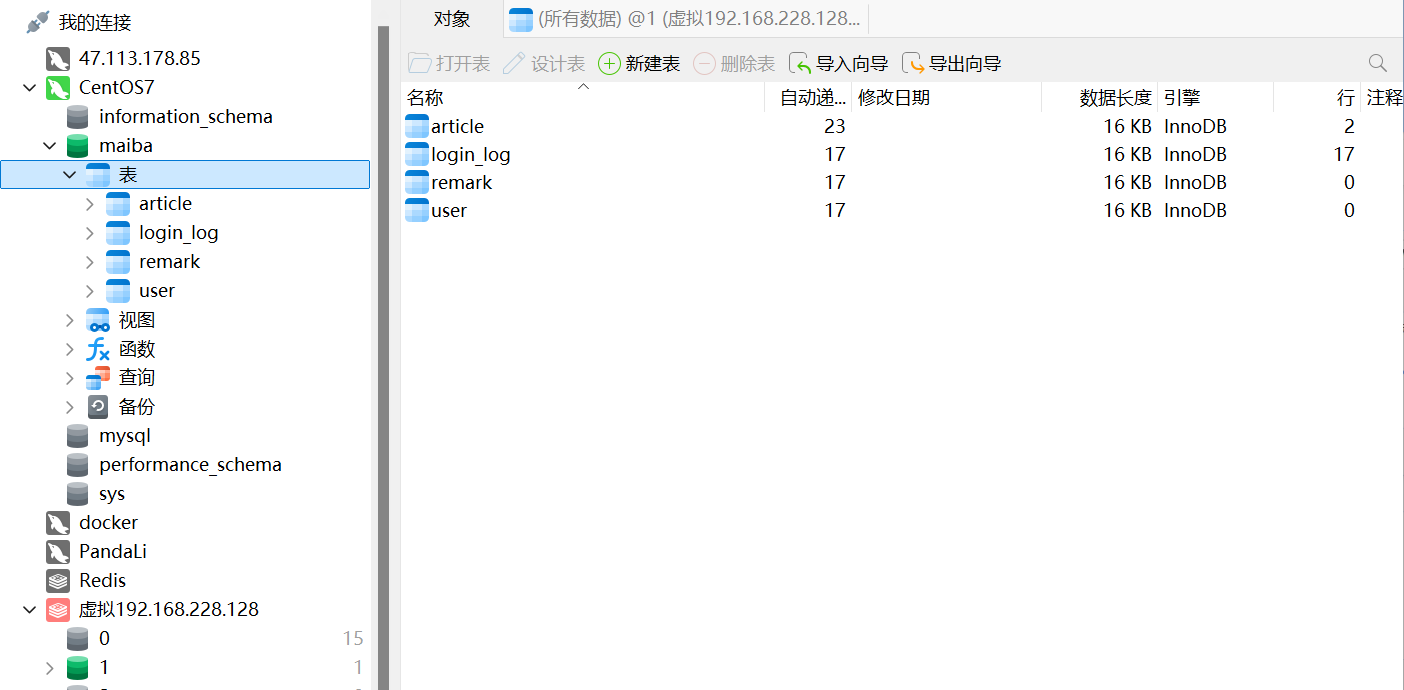 我的连接
47.113.178.85
CentOS7
information_schema
maiba
表
article
login_log
remark
user
视图
函数
查询
备份
mysql
performance_schema
sys
docker
PandaLi
Redis
虚拟192.168.228.128
0 15
1 1
对象 (所有数据) @1 (虚拟192.168.228.128...
打开表 设计表 新建表 删除表 导入向导 导出向导
名称 自动递... 修改日期 数据长度 引擎 行 注释
article 23 16 KB InnoDB 2
login_log 17 16 KB InnoDB 17
remark 17 16 KB InnoDB 0
user 17 16 KB InnoDB 0